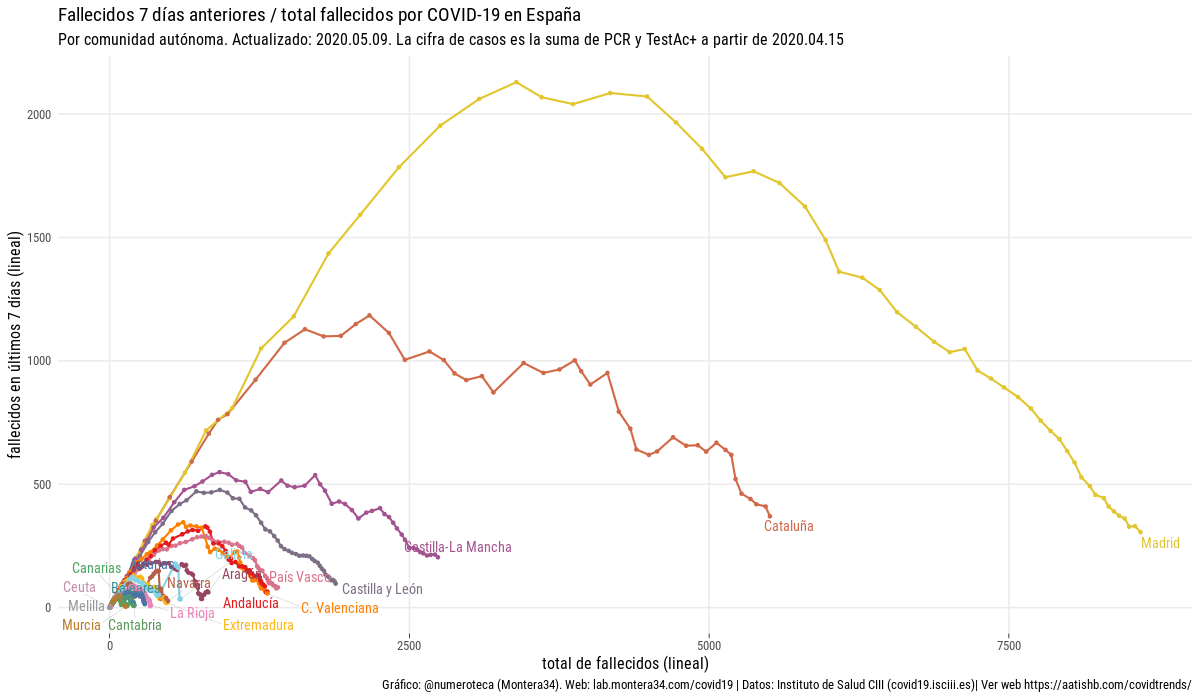 Fallecidos 7 días anteriores / total fallecidos por COVID-19 en España
Por comunidad autónoma. Actualizado: 2020.05.09. La cifra de casos es la suma de PCR y TestAc+ a partir de 2020.04.15
fallecidos en últimos 7 días (lineal)
2000
1500
1000
500
0
Madrid
Cataluña
Castilla-La Mancha
Castilla y León
País Vasco
C. Valenciana
Andalucía
Aragón
Navarra
Canarias
Baleares
Ceuta
Melilla
La Rioja
Murcia
Cantabria
Extremadura
0
2500
5000
7500
total de fallecidos (lineal)
Gráfico: @numeroteca (Montera34). Web: lab.montera34.com/covid19 | Datos: Instituto de Salud CIII (covid19.isciii.es)| Ver web https://aatishb.com/covidtrends/